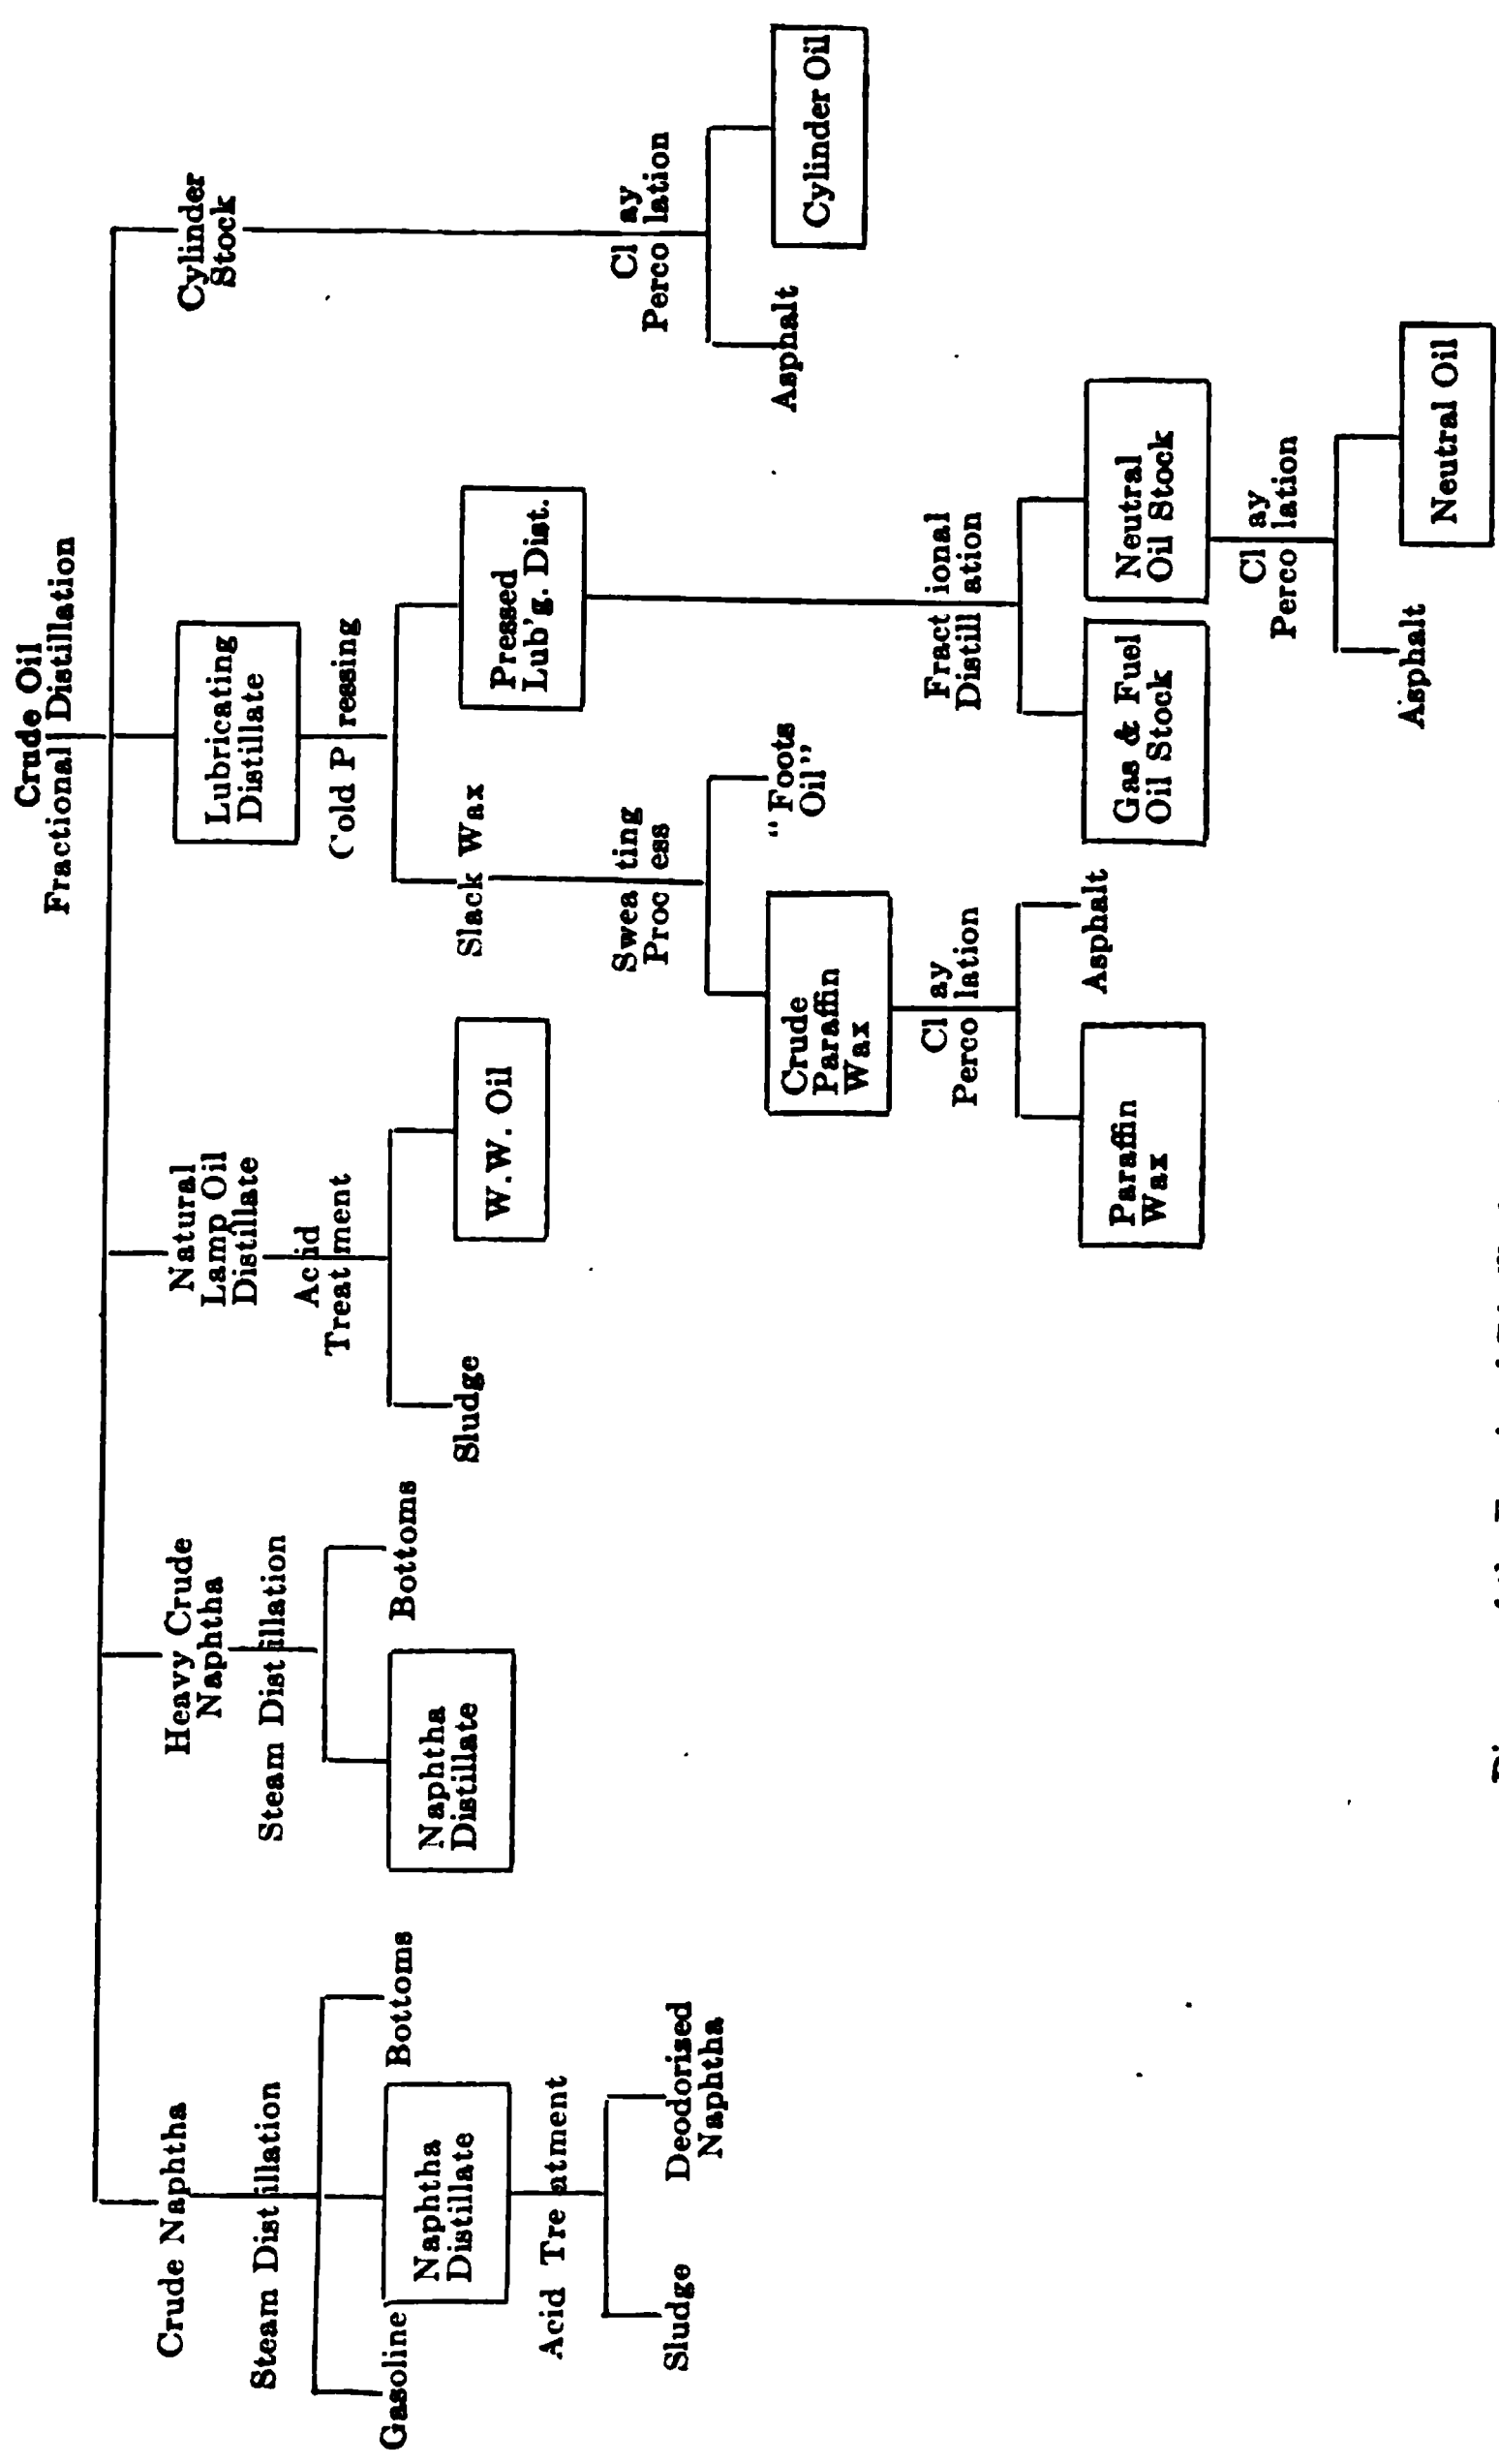 Crude Oil
Fractional Distillation
Crude Naphtha
Heavy Crude
Naphtha
Natural
Lamp Oil
Distillate
Lubricating
Distillate
Cylinder
Stock
Steam Distillation
Steam Distillation
Acid
Treatment
Cold Pressing
Clay
Percolation
Gasoline
Naphtha
Distillate
Bottoms
Naphtha
Distillate
Bottoms
Sludge
W.W. Oil
Slack Wax
Pressed
Lub'g. Dist.
Asphalt
Cylinder Oil
Acid Treatment
Sweating
Process
Fractional
Distillation
Sludge
Deodorized
Naphtha
Crude
Paraffin
Wax
"Foots
Oil"
Gas & Fuel
Oil Stock
Neutral
Oil Stock
Clay
Percolation
Clay
Percolation
Paraffin
Wax
Asphalt
Asphalt
Neutral Oil